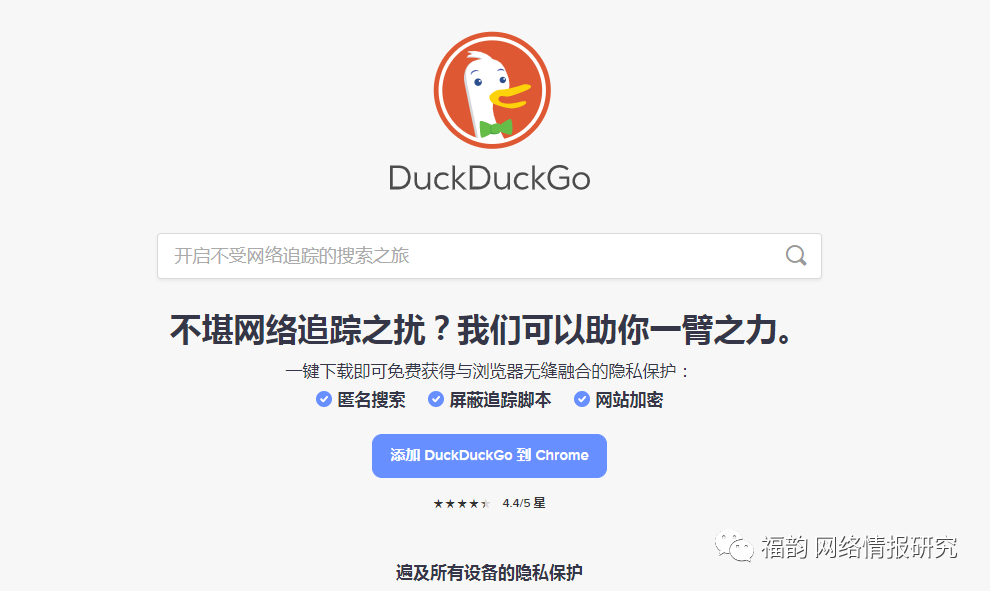 DuckDuckGo
开启不受网络追踪的搜索之旅
不堪网络追踪之扰？我们可以助你一臂之力。
一键下载即可免费获得与浏览器无缝融合的隐私保护：
匿名搜索 屏蔽追踪脚本 网站加密
添加 DuckDuckGo 到 Chrome
4.4/5 星
福韵 网络情报研究
遍及所有设备的隐私保护